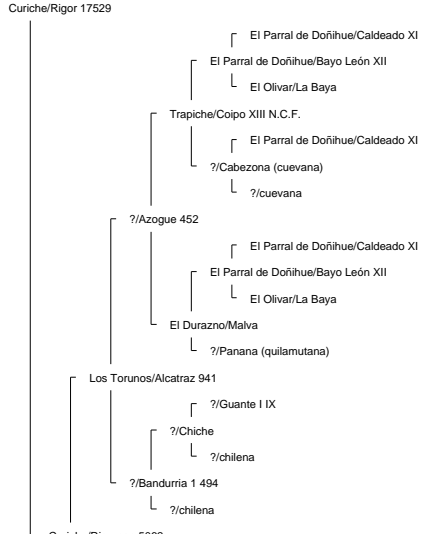 Curiche/Rigor 17529
El Parral de Doñihue/Caldeado XI
El Parral de Doñihue/Bayo León XII
El Olivar/La Baya
Trapiche/Coipo XIII N.C.F.
El Parral de Doñihue/Caldeado XI
?/Cabezona (cuevana)
?/cuevana
?/Azogue 452
El Parral de Doñihue/Caldeado XI
El Parral de Doñihue/Bayo León XII
El Olivar/La Baya
El Durazno/Malva
?/Panana (quilamutana)
Los Torunos/Alcatraz 941
?/Guante I IX
?/Chiche
?/chilena
?/Bandurria 1 494
?/chilena